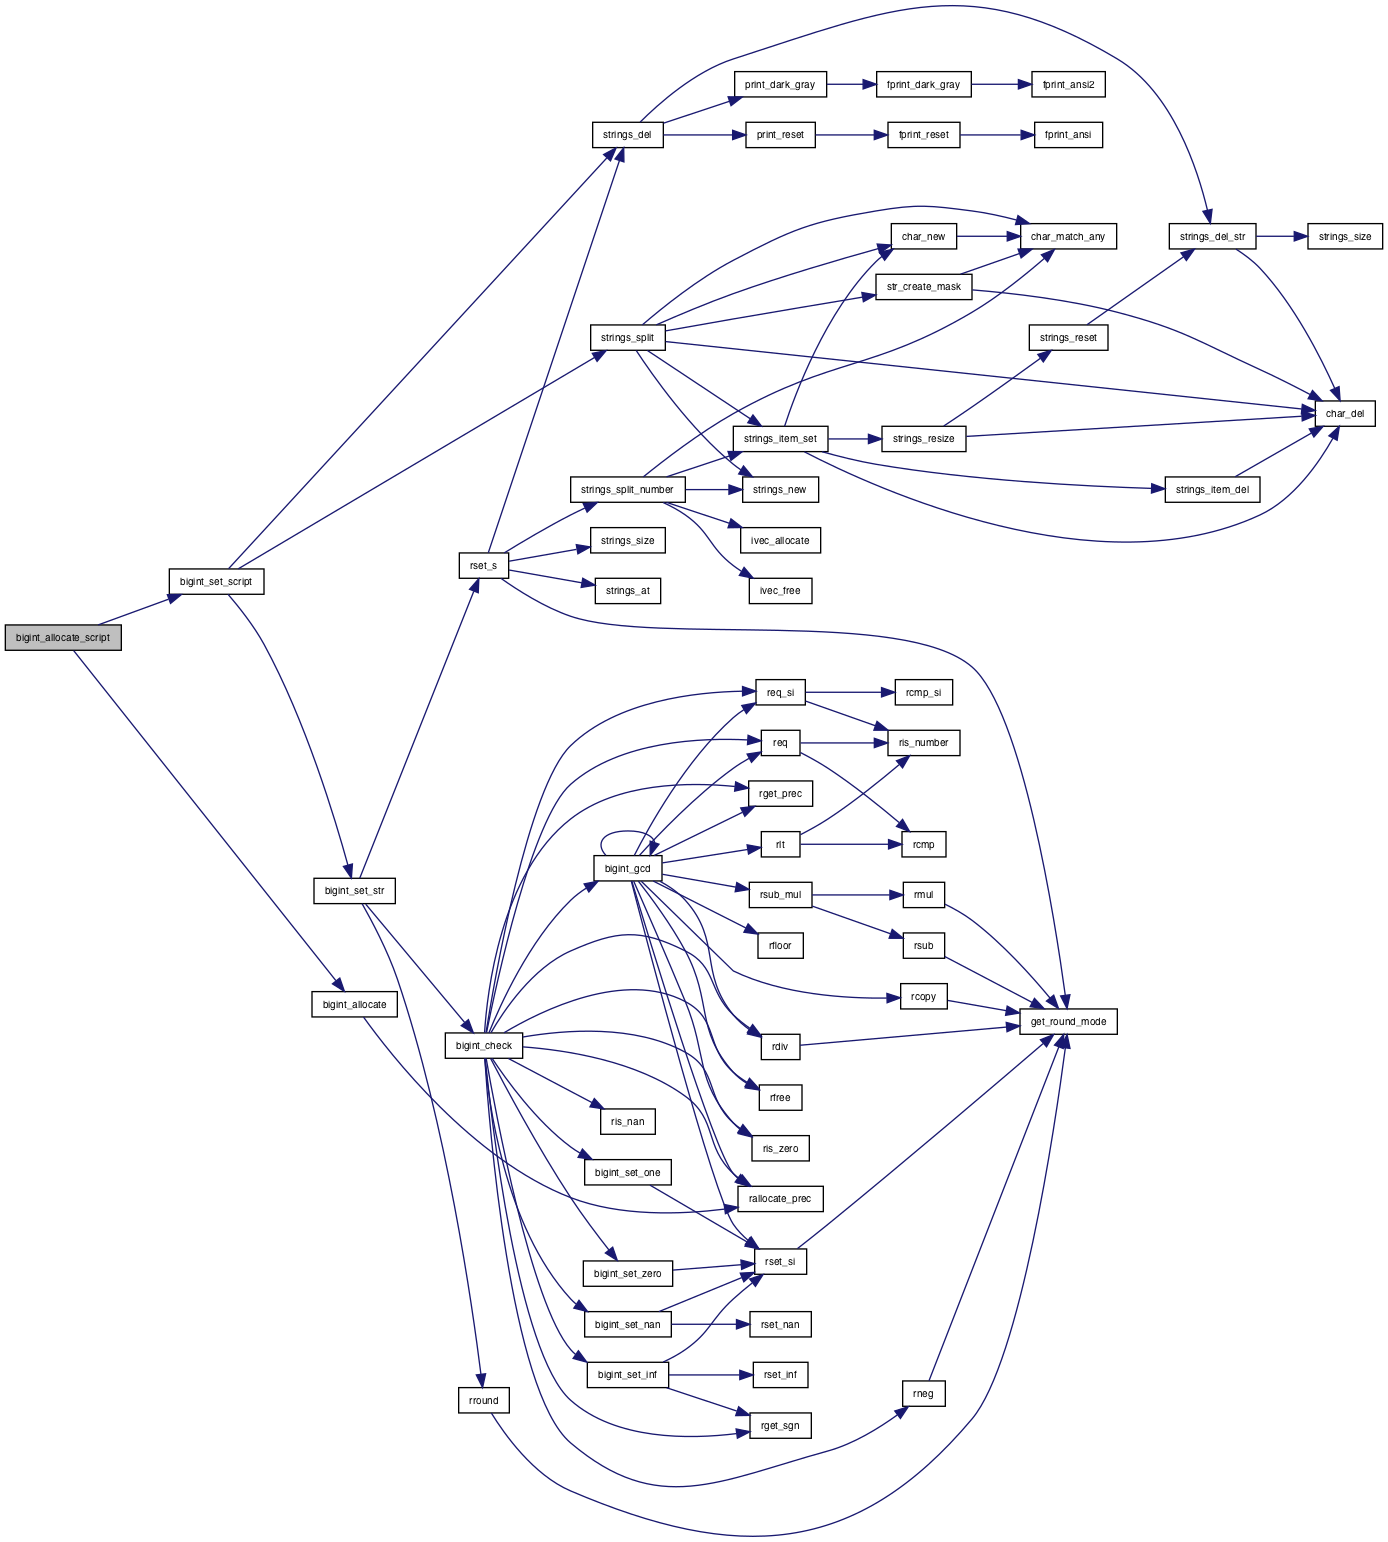 print_dark_gray
fprint_dark_gray
fprint_ansi2
strings_del
print_reset
fprint_reset
fprint_ansi
char_new
char_match_any
strings_del_str
strings_size
str_create_mask
strings_split
strings_reset
char_del
strings_item_set
strings_resize
strings_split_number
strings_new
strings_item_del
strings_size
ivec_allocate
rset_s
bigint_set_script
strings_at
ivec_free
bigint_allocate_script
req_si
rcmp_si
req
ris_number
rget_prec
rlt
rcmp
bigint_gcd
bigint_set_str
rsub_mul
rmul
rfloor
rsub
bigint_allocate
rcopy
get_round_mode
bigint_check
rdiv
rfree
ris_nan
ris_zero
bigint_set_one
rallocate_prec
bigint_set_zero
rset_si
bigint_set_nan
rset_nan
bigint_set_inf
rset_inf
rround
rneg
rget_sgn